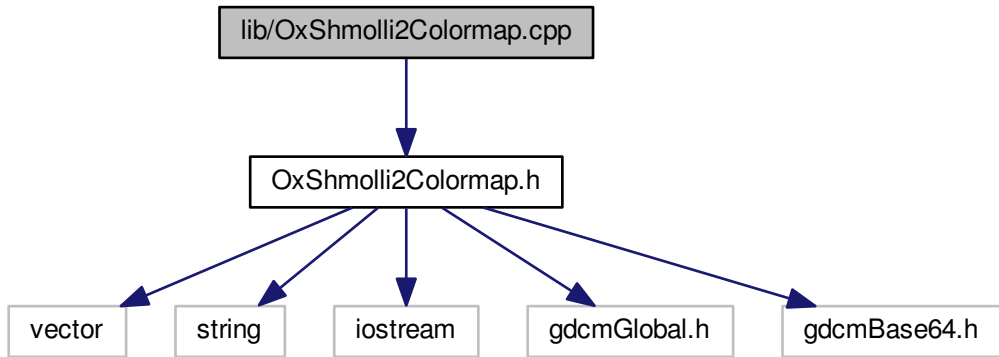 lib/OxShmolli2Colormap.cpp
OxShmolli2Colormap.h
vector
string
iostream
gdcmGlobal.h
gdcmBase64.h